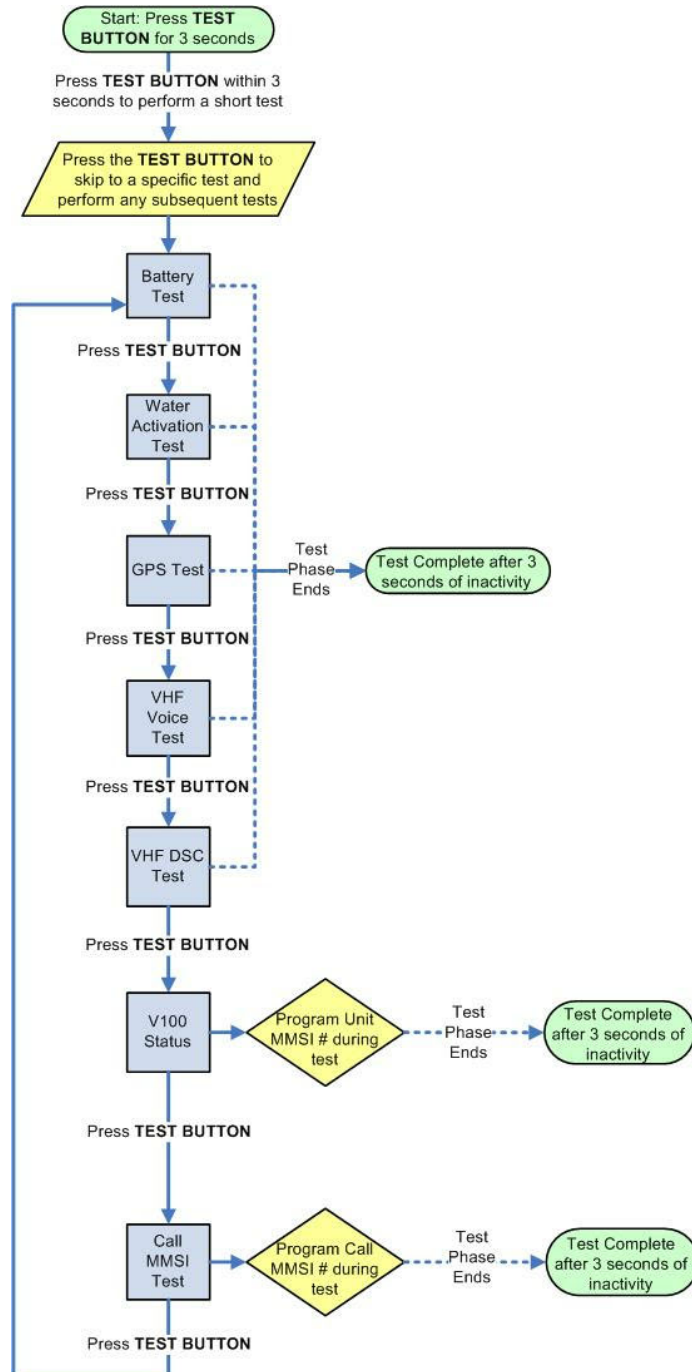 Start: Press TEST
BUTTON for 3 seconds
Press TEST BUTTON within 3
seconds to perform a short test
Press the TEST BUTTON to
skip to a specific test and
perform any subsequent tests
Battery
Test
Press TEST BUTTON
Water
Activation
Test
Press TEST BUTTON
GPS Test
Test
Phase
Ends
Test Complete after 3
seconds of inactivity
Press TEST BUTTON
VHF
Voice
Test
Press TEST BUTTON
VHF DSC
Test
Press TEST BUTTON
V100
Status
Program Unit
MMSI # during
test
Test
Phase
Ends
Test Complete
after 3 seconds of
inactivity
Press TEST BUTTON
Call
MMSI
Test
Program Call
MMSI # during
test
Test
Phase
Ends
Test Complete
after 3 seconds of
inactivity
Press TEST BUTTON